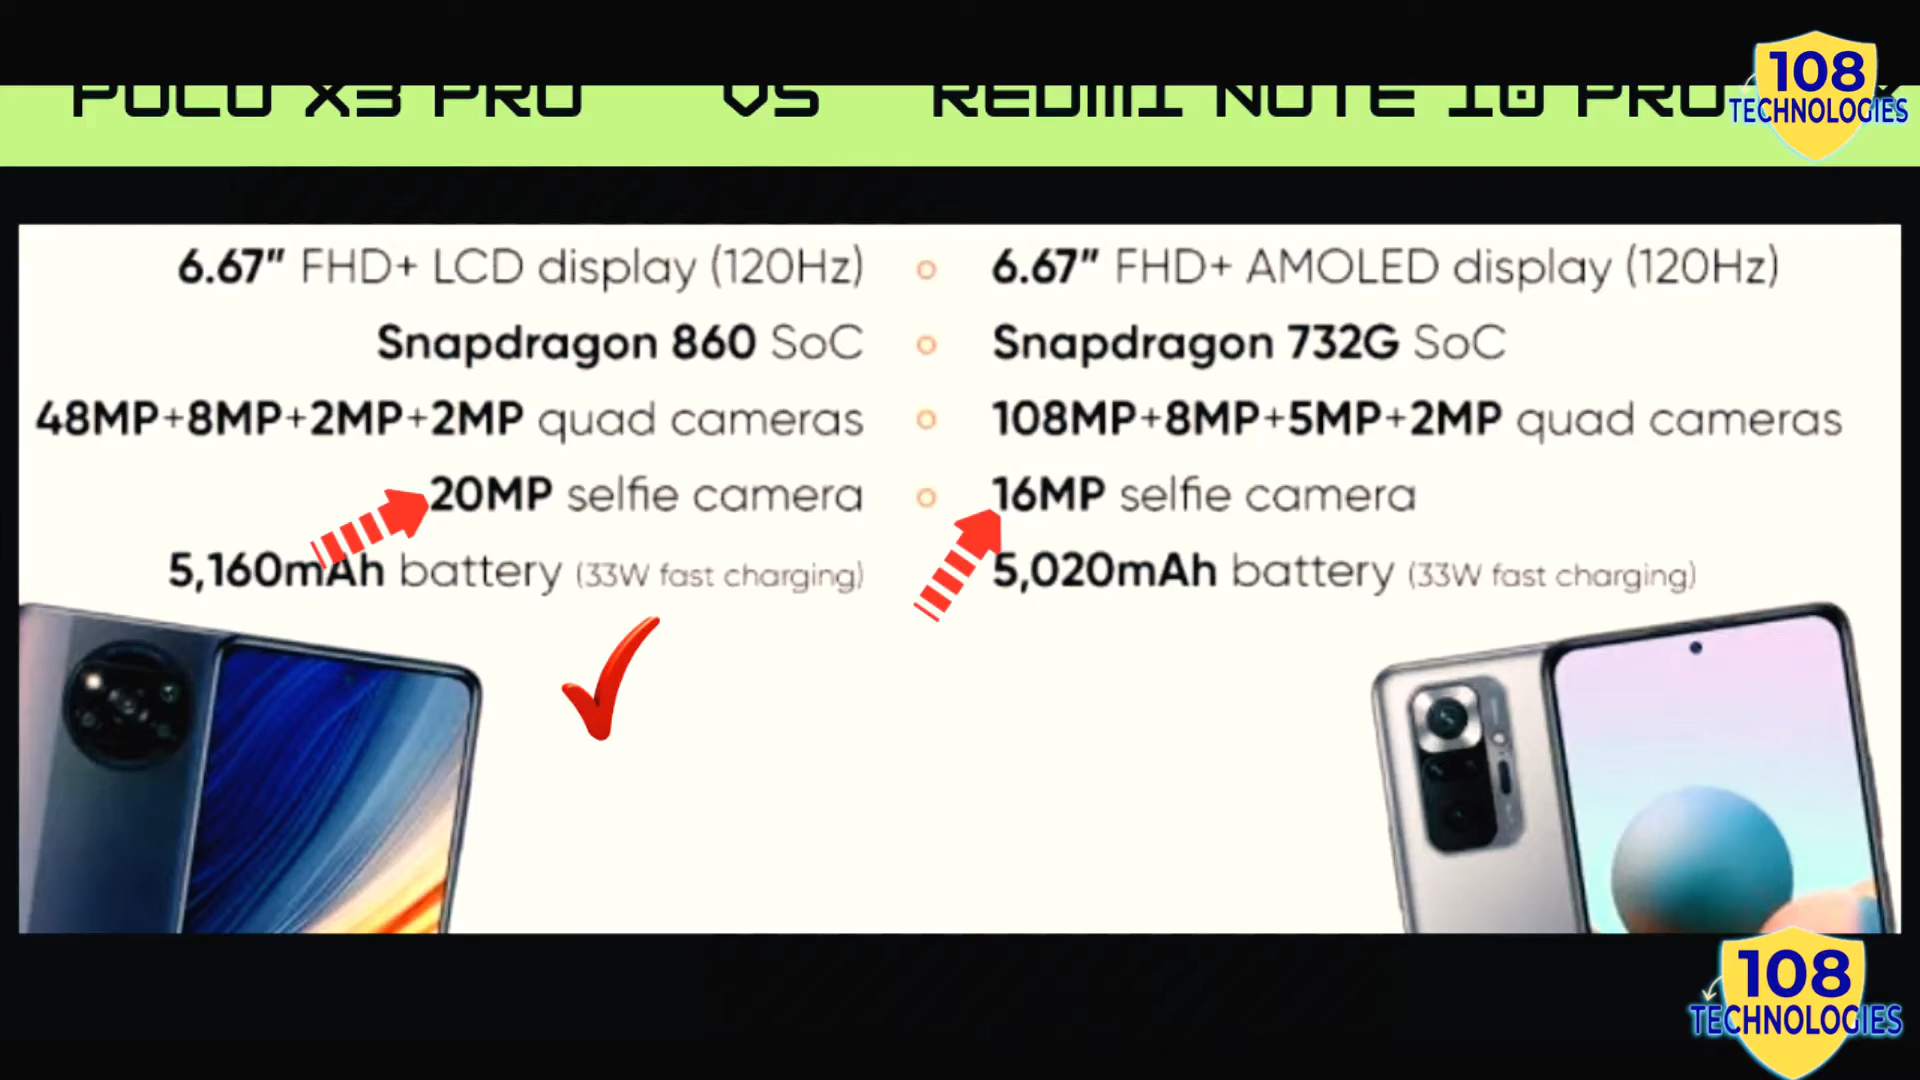 POCO X3 PRO VS REDMI NOTE 10 PRO
108
TECHNOLOGIES
6.67" FHD+ LCD display (120Hz)
6.67" FHD+ AMOLED display (120Hz)
Snapdragon 860 SoC
Snapdragon 732G SoC
48MP+8MP+2MP+2MP quad cameras
108MP+8MP+5MP+2MP quad cameras
20MP selfie camera
16MP selfie camera
5,160mAh battery (33W fast charging)
5,020mAh battery (33W fast charging)
108
TECHNOLOGIES